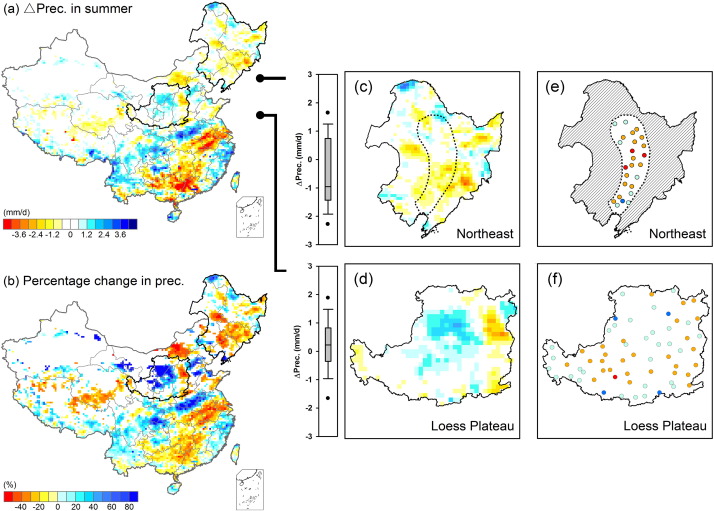 (a) △Prec. in summer
(mm/d)
-3.6 -2.4 -1.2 0 1.2 2.4 3.6
(b) Percentage change in prec.
(%)
-40 -20 0 20 40 60 80
ΔPrec. (mm/d)
3
2
1
0
-1
-2
-3
(c)
Northeast
(e)
Northeast
ΔPrec. (mm/d)
3
2
1
0
-1
-2
-3
(d)
Loess Plateau
(f)
Loess Plateau